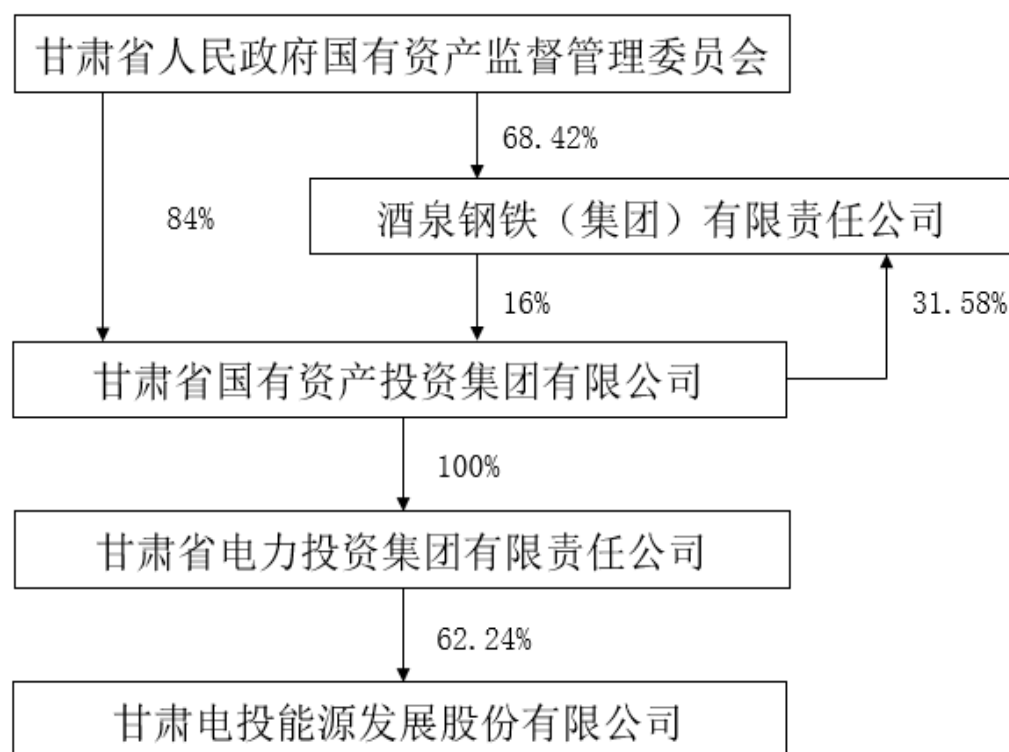 甘肃省人民政府国有资产监督管理委员会
68.42%
84%
酒泉钢铁（集团）有限责任公司
16%
31.58%
甘肃省国有资产投资集团有限公司
100%
甘肃省电力投资集团有限责任公司
62.24%
甘肃电投能源发展股份有限公司